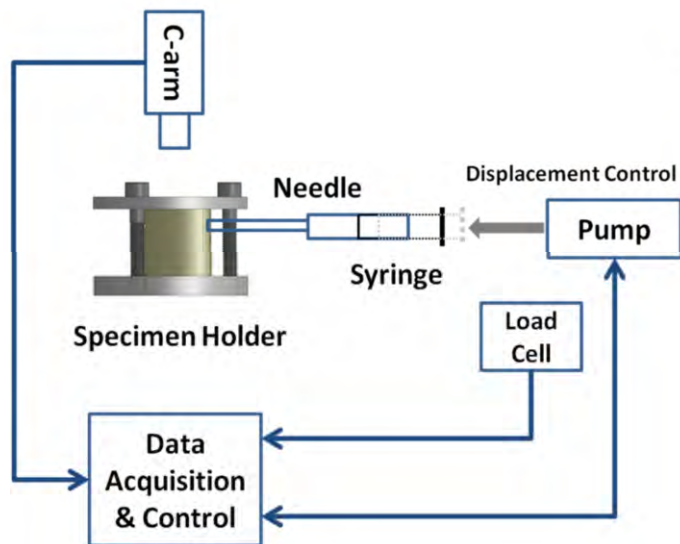 C-arm
Needle
Displacement Control
Pump
Syringe
Specimen Holder
Load
Cell
Data
Acquisition
& Control